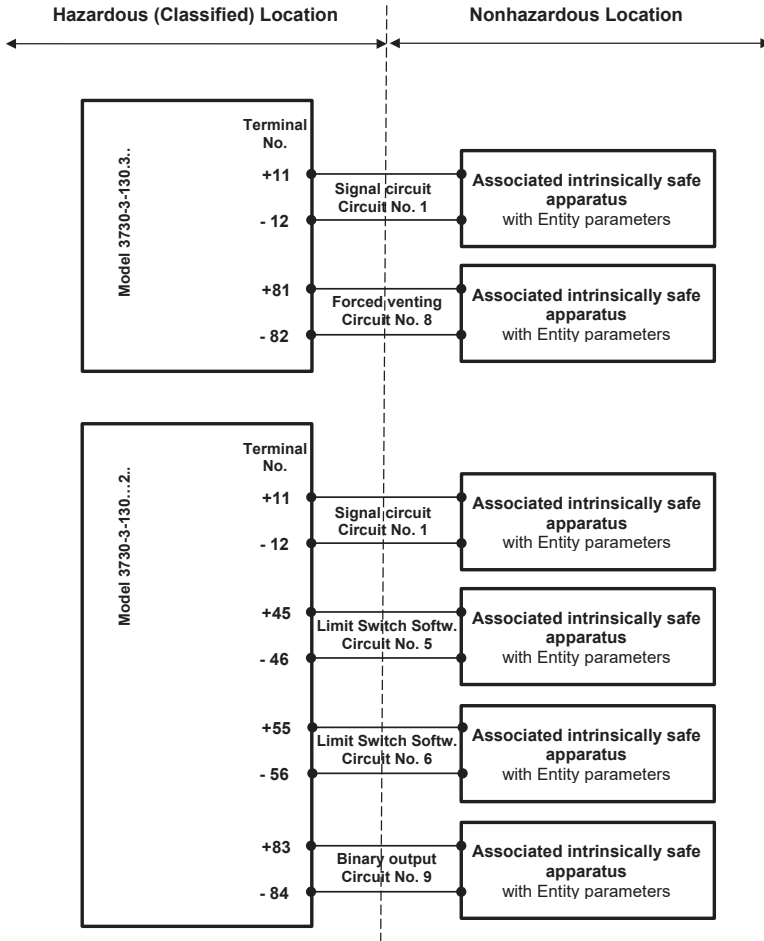 Hazardous (Classified) Location
Nonhazardous Location
Model 3730-3-130.3..
Terminal
No.
+11
- 12
Signal circuit
Circuit No. 1
Associated intrinsically safe
apparatus
with Entity parameters
+81
- 82
Forced venting
Circuit No. 8
Associated intrinsically safe
apparatus
with Entity parameters
Model 3730-3-130...2..
Terminal
No.
+11
- 12
Signal circuit
Circuit No. 1
Associated intrinsically safe
apparatus
with Entity parameters
+45
- 46
Limit Switch Softw.
Circuit No. 5
Associated intrinsically safe
apparatus
with Entity parameters
+55
- 56
Limit Switch Softw.
Circuit No. 6
Associated intrinsically safe
apparatus
with Entity parameters
+83
- 84
Binary output
Circuit No. 9
Associated intrinsically safe
apparatus
with Entity parameters